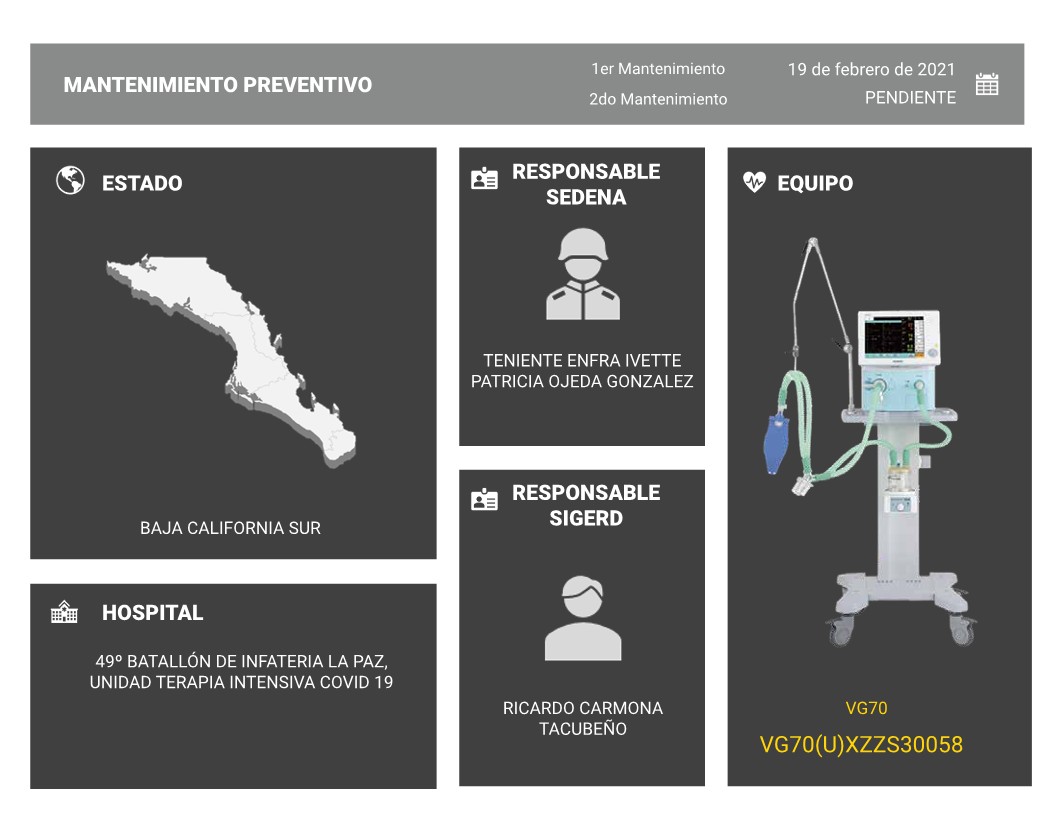 MANTENIMIENTO PREVENTIVO
1er Mantenimiento
19 de febrero de 2021
2do Mantenimiento
PENDIENTE
ESTADO
BAJA CALIFORNIA SUR
HOSPITAL
49º BATALLÓN DE INFATERIA LA PAZ,
UNIDAD TERAPIA INTENSIVA COVID 19
RESPONSABLE
SEDENA
TENIENTE ENFRA IVETTE
PATRICIA OJEDA GONZALEZ
RESPONSABLE
SIGERD
RICARDO CARMONA
TACUBEÑO
EQUIPO
VG70
VG70(U)XZZS30058